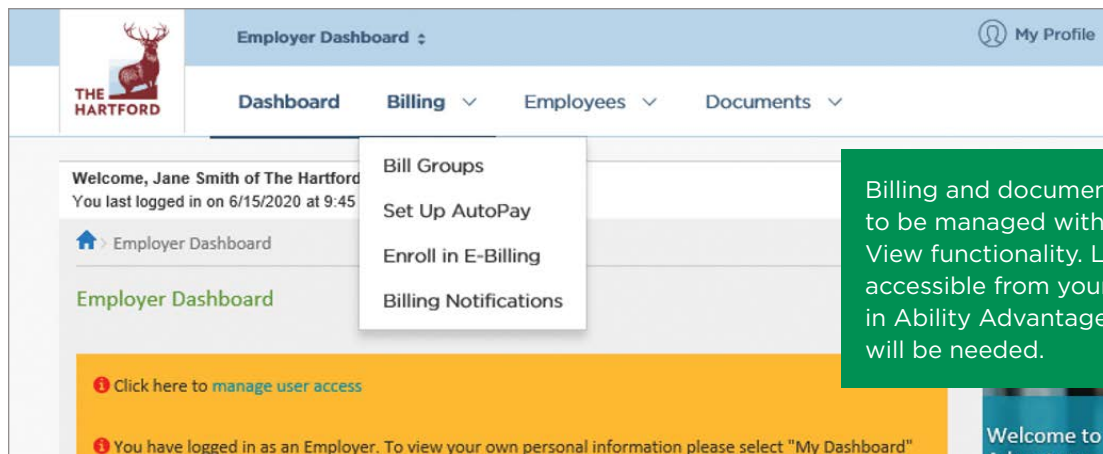 Employer Dashboard
My Profile
THE
HARTFORD
Dashboard
Billing
Employees
Documents
Bill Groups
Set Up AutoPay
Enroll in E-Billing
Billing Notifications
Welcome, Jane Smith of The Hartford
You last logged in on 6/15/2020 at 9:45
> Employer Dashboard
Employer Dashboard
Billing and documen
to be managed with
View functionality. L
accessible from your
in Ability Advantage
will be needed.
Click here to manage user access
You have logged in as an Employer. To view your own personal information please select "My Dashboard"
Welcome to